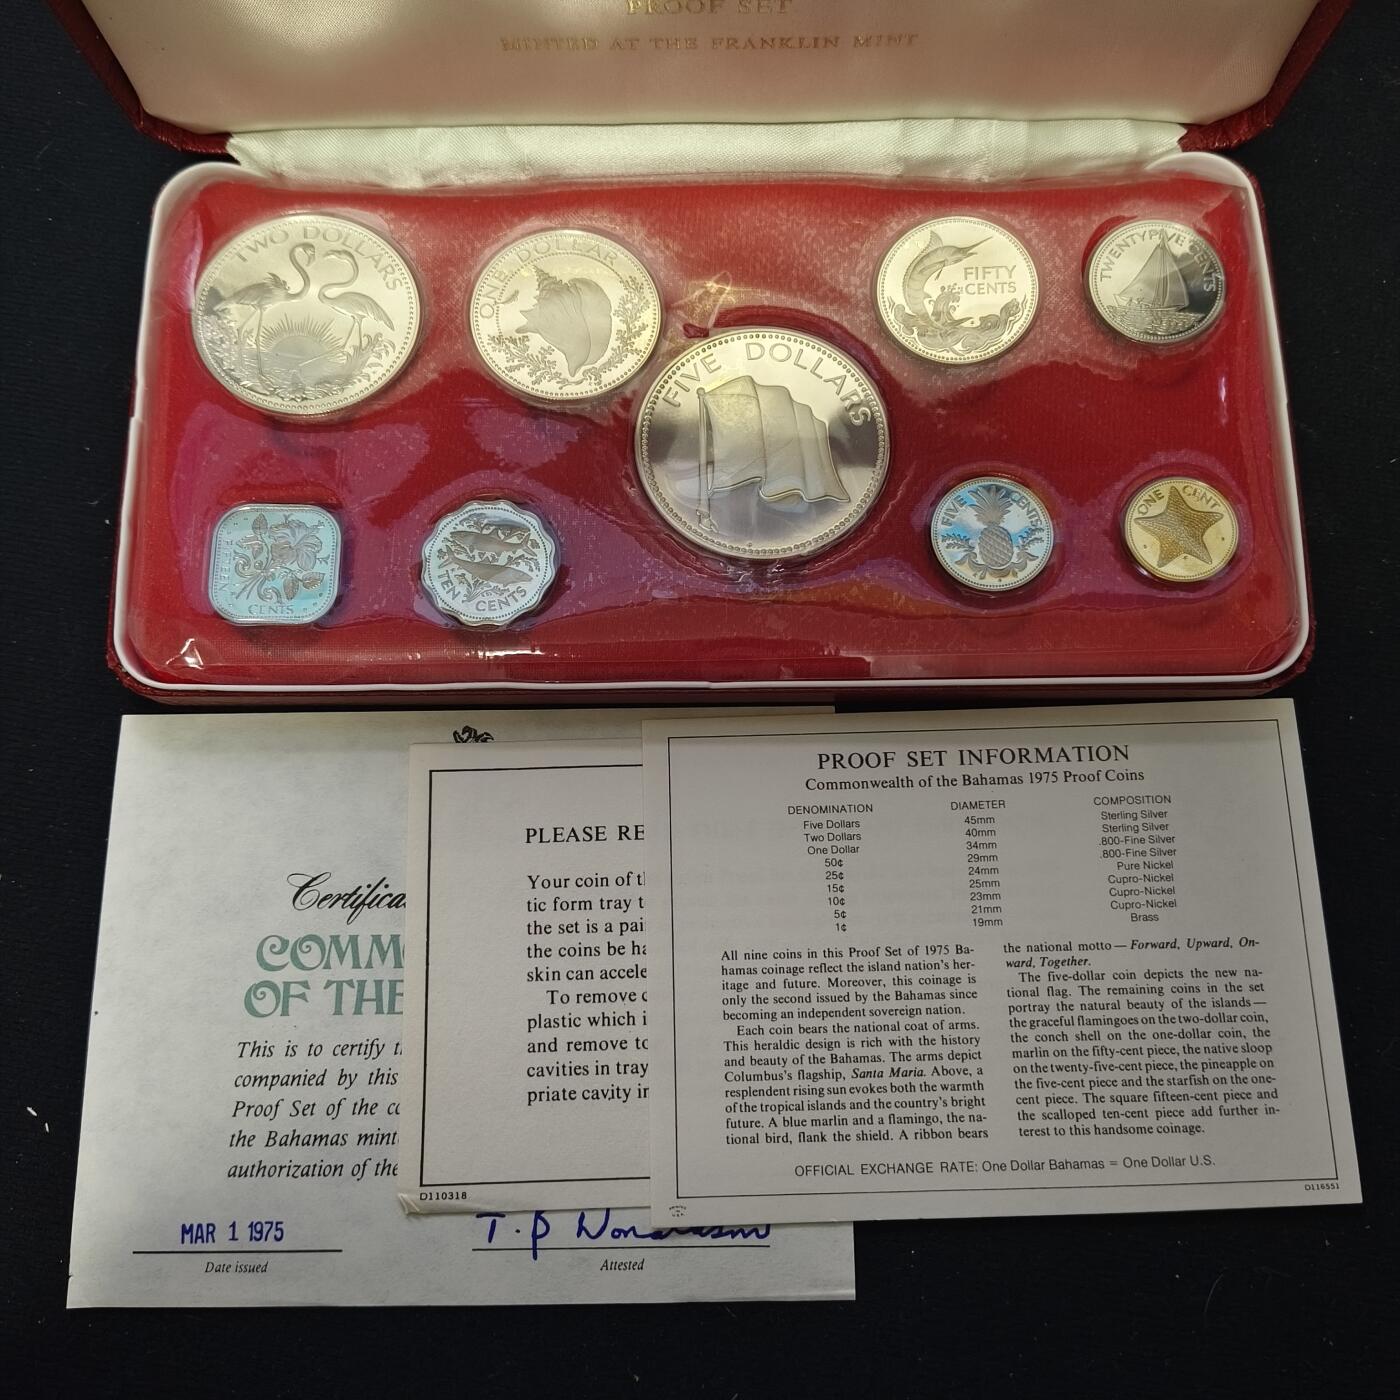 PROOF SET
MINTED AT THE FRANKLIN MINT
TWO DOLLARS
ONE DOLLAR
FIVE DOLLARS
FIFTY
CENTS
TWENTYFIVE CENTS
FIFTEEN
CENTS
TEN CENTS
FIVE CENTS
ONE CENT
Certifica
COMM
OF THE
This is to certify t
companied by this
Proof Set of the co
the Bahamas mint
authorization of the
MAR 1 1975
Date issued
Attested
PLEASE RE
Your coin of t
tic form tray t
the set is a pai
the coins be ha
skin can accele
To remove c
plastic which i
and remove to
cavities in tray
priate cavity in
D110318
PROOF SET INFORMATION
Commonwealth of the Bahamas 1975 Proof Coins
DENOMINATION DIAMETER COMPOSITION
Five Dollars 45mm Sterling Silver
Two Dollars 40mm Sterling Silver
One Dollar 34mm .800-Fine Silver
50¢ 29mm .800-Fine Silver
25¢ 24mm Pure Nickel
15¢ 25mm Cupro-Nickel
10¢ 23mm Cupro-Nickel
5¢ 21mm Cupro-Nickel
1¢ 19mm Brass
All nine coins in this Proof Set of 1975 Ba-
hamas coinage reflect the island nation's her-
itage and future. Moreover, this coinage is
only the second issued by the Bahamas since
becoming an independent sovereign nation.
Each coin bears the national coat of arms.
This heraldic design is rich with the history
and beauty of the Bahamas. The arms depict
Columbus's flagship, Santa Maria. Above, a
resplendent rising sun evokes both the warmth
of the tropical islands and the country's bright
future. A blue marlin and a flamingo, the na-
tional bird, flank the shield. A ribbon bears
the national motto — Forward, Upward, On-
ward, Together.
The five-dollar coin depicts the new na-
tional flag. The remaining coins in the set
portray the natural beauty of the islands —
the graceful flamingoes on the two-dollar coin,
the conch shell on the one-dollar coin, the
marlin on the fifty-cent piece, the native sloop
on the twenty-five-cent piece, the pineapple on
the five-cent piece and the starfish on the one-
cent piece. The square fifteen-cent piece and
the scalloped ten-cent piece add further in-
terest to this handsome coinage.
OFFICIAL EXCHANGE RATE: One Dollar Bahamas = One Dollar U.S.
D116551